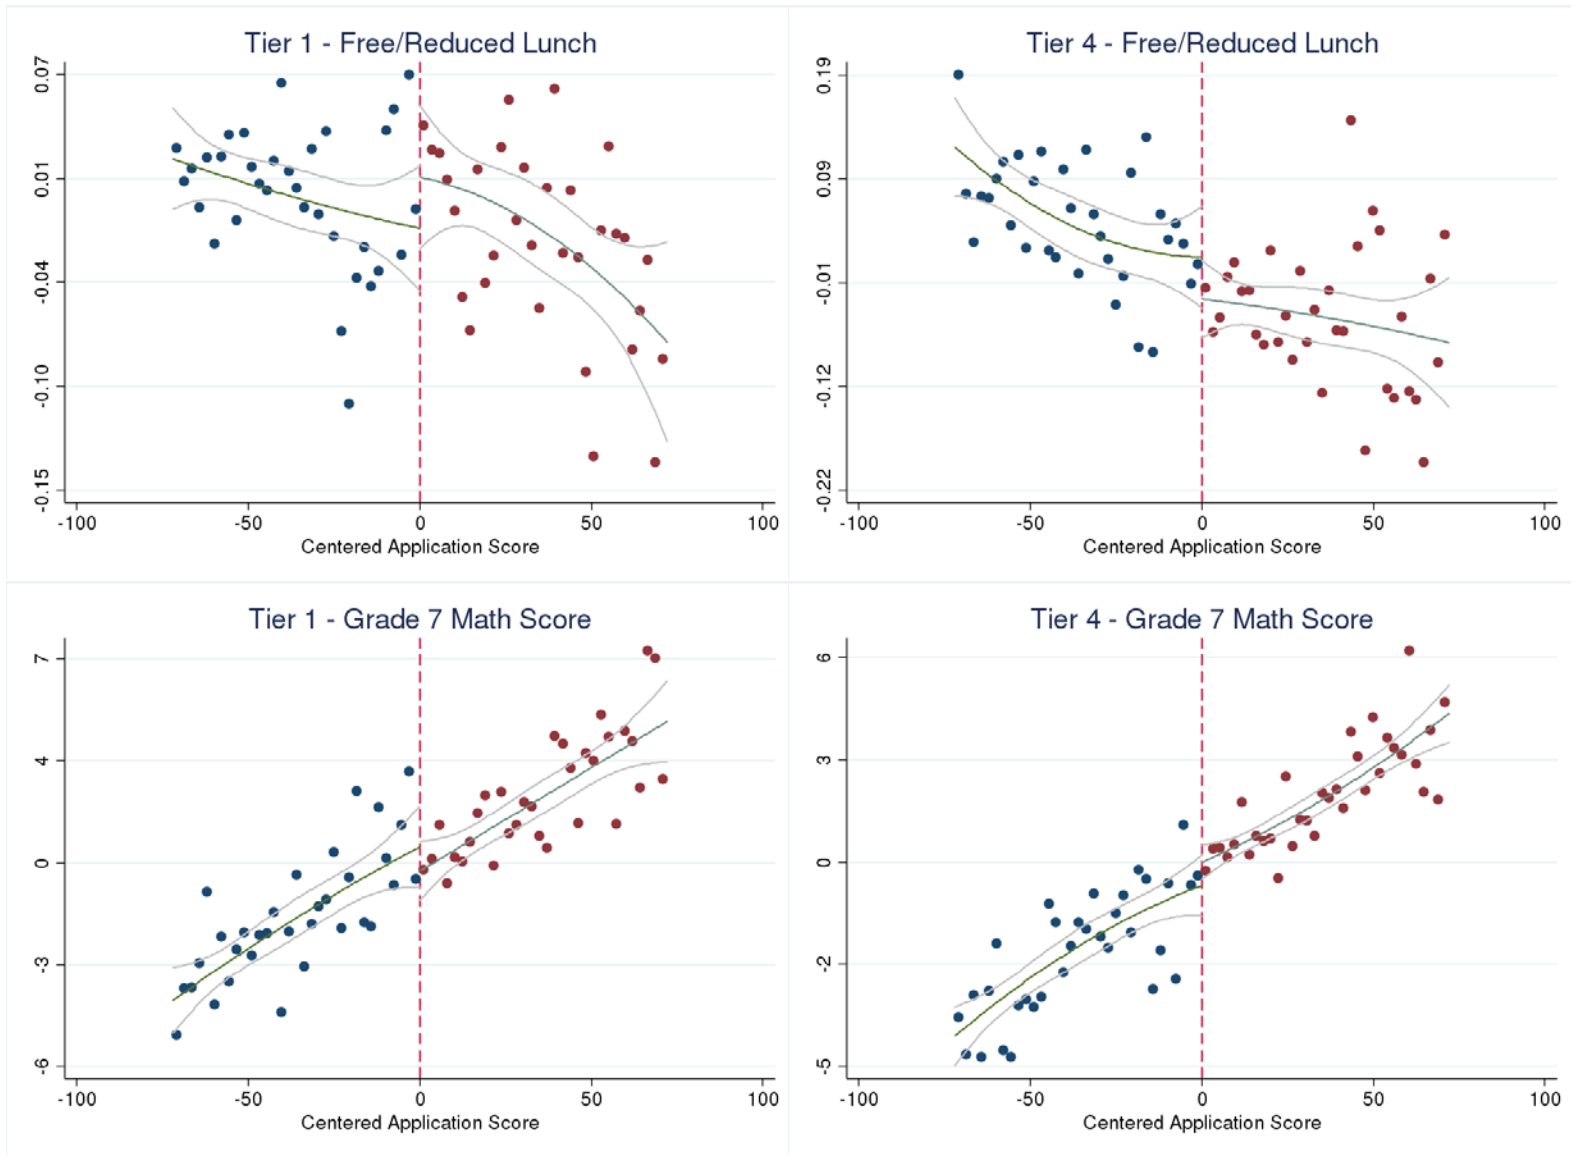 Tier 1 - Free/Reduced Lunch
0.07
0.01
-0.04
-0.10
-0.15
-100 -50 0 50 100
Centered Application Score
Tier 4 - Free/Reduced Lunch
0.19
0.09
-0.01
-0.12
-0.22
-100 -50 0 50 100
Centered Application Score
Tier 1 - Grade 7 Math Score
7
4
0
-3
-6
-100 -50 0 50 100
Centered Application Score
Tier 4 - Grade 7 Math Score
6
3
0
-2
-5
-100 -50 0 50 100
Centered Application Score